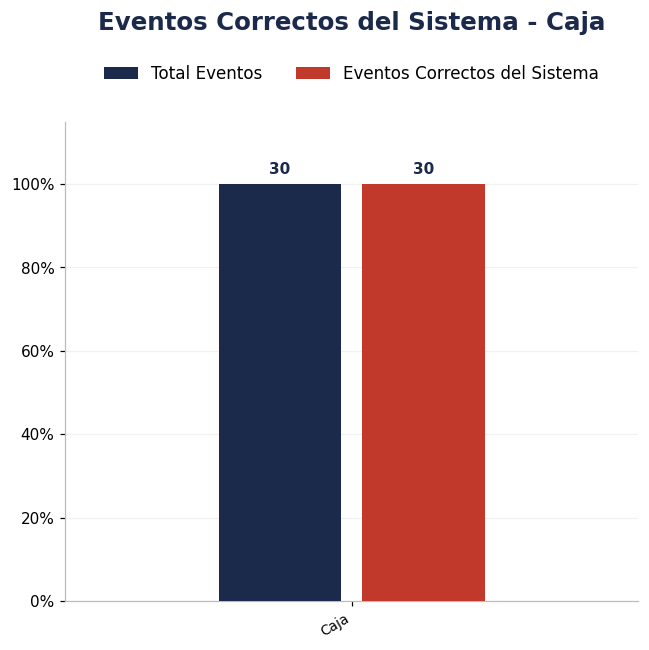 Eventos Correctos del Sistema - Caja
Total Eventos
Eventos Correctos del Sistema
30
30
100%
80%
60%
40%
20%
0%
Caja